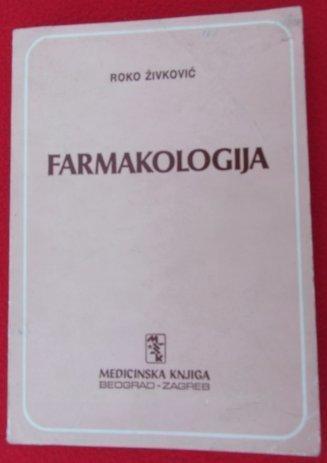 ROKO ŽIVKOVIĆ
FARMAKOLOGIJA
MEDICINSKA KNJIGA
BEOGRAD-ZAGREB